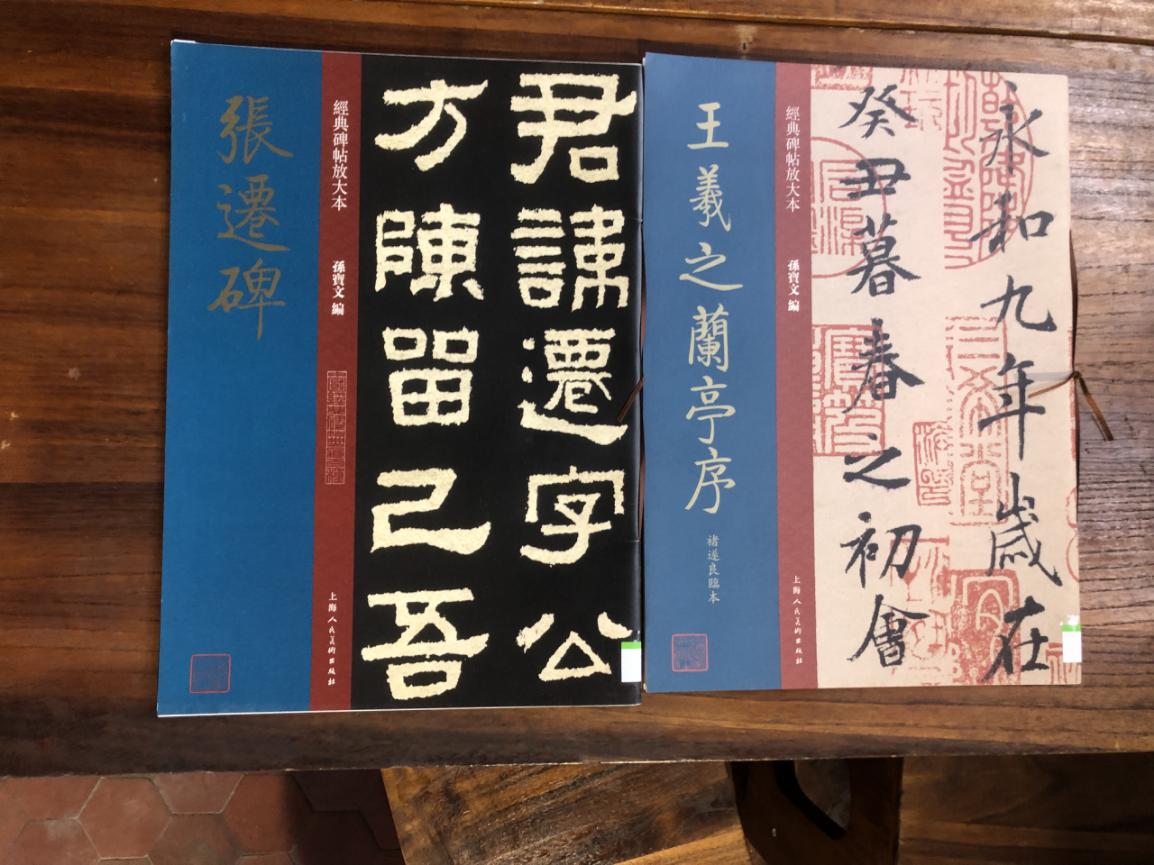 張遷碑
經典碑帖放大本
孫寶文 編
上海人民美術出版社
君諱遷字公
方陳留己吾
王羲之蘭亭序
褚遂良臨本
經典碑帖放大本
孫寶文 編
上海人民美術出版社
永和九年歲在
癸丑暮春之初會